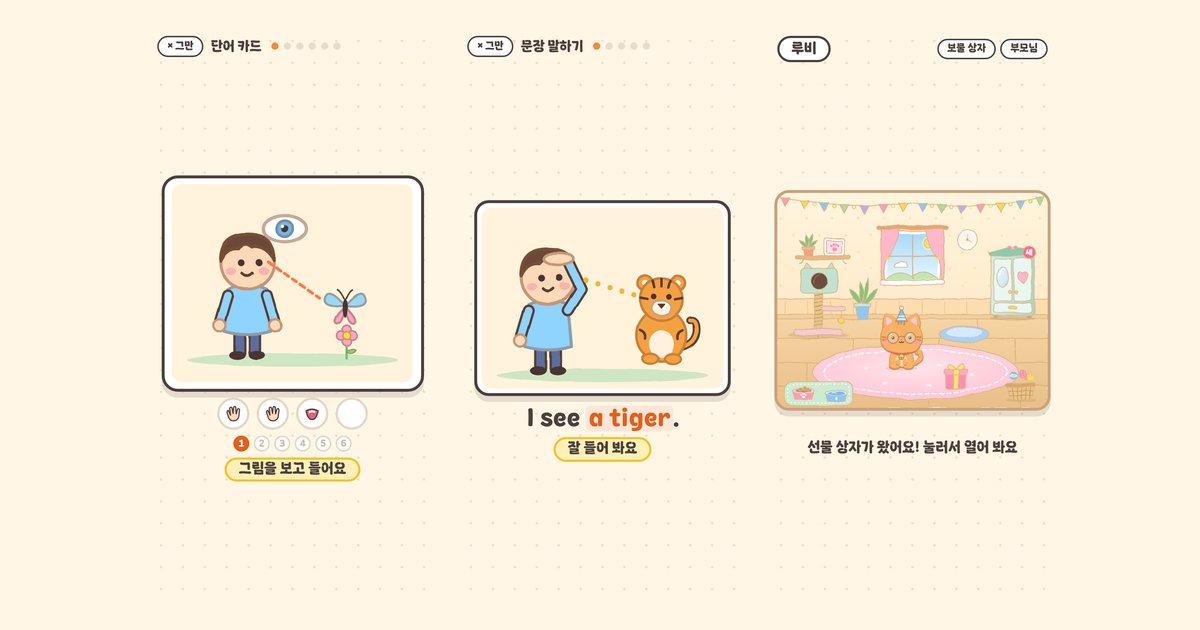 × 그만 단어 카드
1 2 3 4 5 6
그림을 보고 들어요
× 그만 문장 말하기
I see a tiger.
잘 들어 봐요
루비 보물 상자 부모님
새
선물 상자가 왔어요! 눌러서 열어 봐요